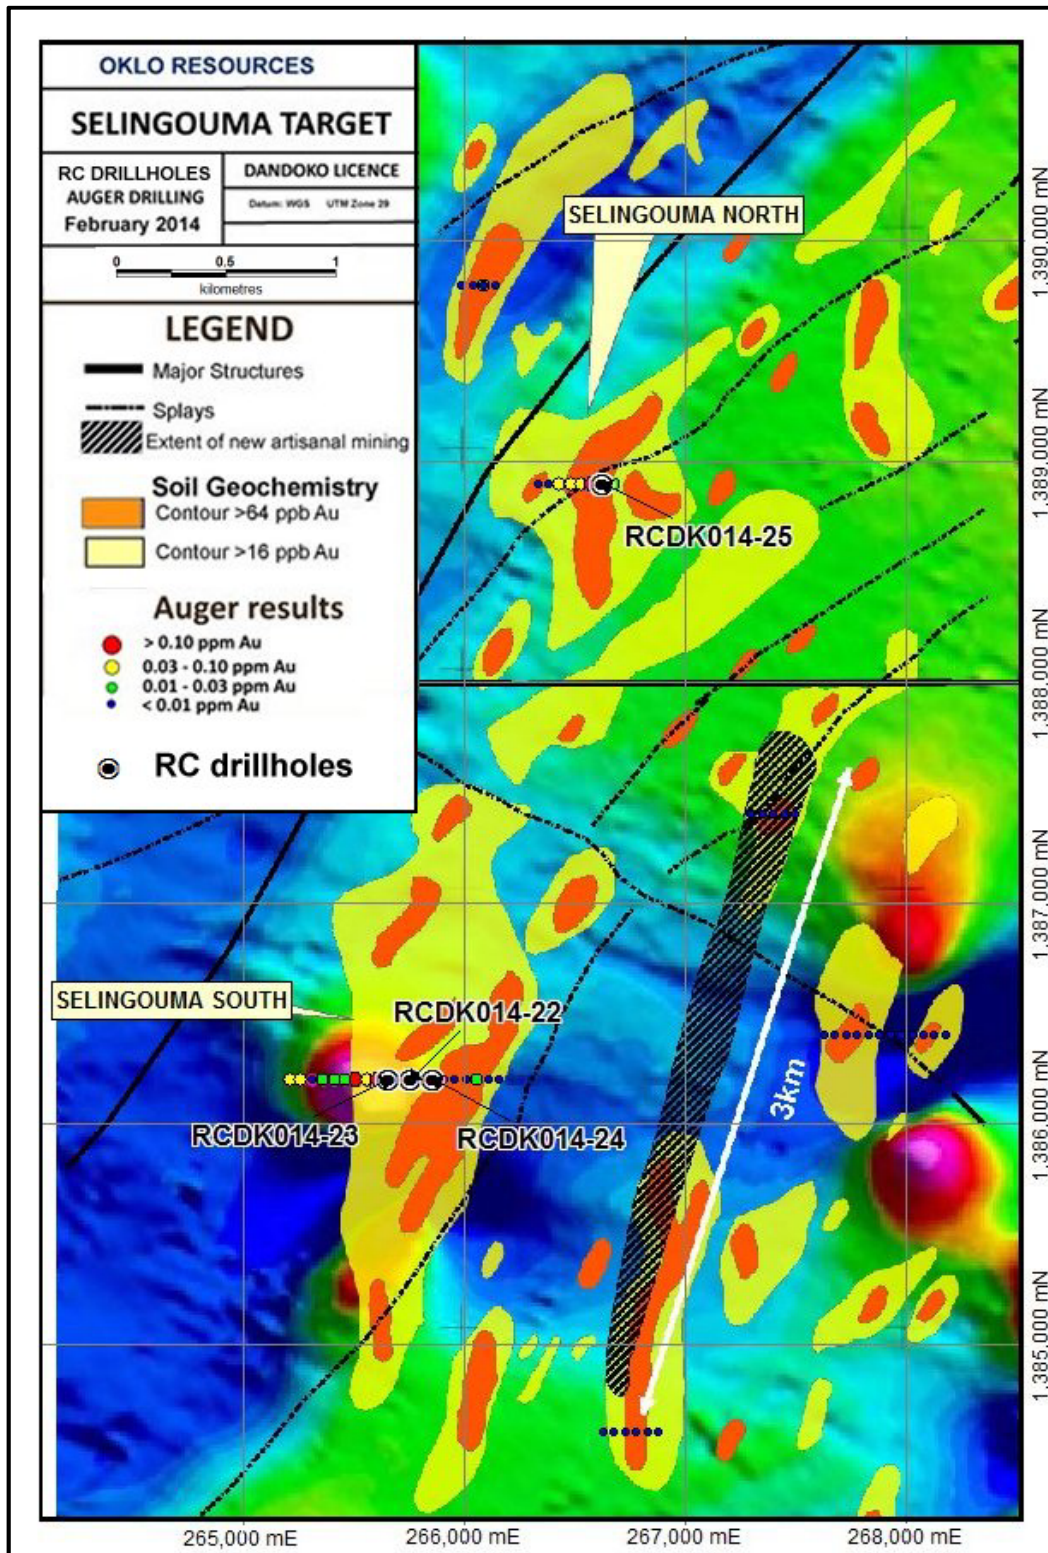 OKLO RESOURCES
SELINGOUMA TARGET
RC DRILLHOLES
AUGER DRILLING
February 2014
DANDOKO LICENCE
Datum: WGS UTM Zone 29
0 0.5 1
kilometres
LEGEND
Major Structures
Splays
Extent of new artisanal mining
Soil Geochemistry
Contour >64 ppb Au
Contour >16 ppb Au
Auger results
> 0.10 ppm Au
0.03 - 0.10 ppm Au
0.01 - 0.03 ppm Au
< 0.01 ppm Au
RC drillholes
SELINGOUMA NORTH
RCDK014-25
SELINGOUMA SOUTH
RCDK014-22
RCDK014-23
RCDK014-24
3km
1,390,000 mN
1,389,000 mN
1,388,000 mN
1,387,000 mN
1,386,000 mN
1,385,000 mN
265,000 mE
266,000 mE
267,000 mE
268,000 mE